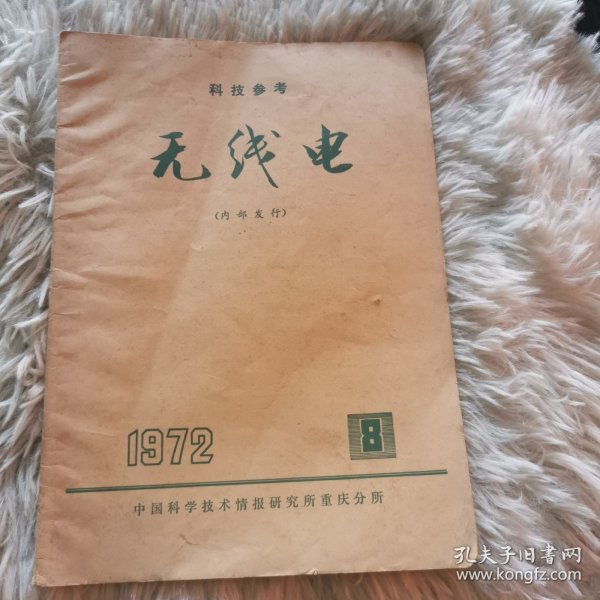 科技参考
无线电
(内部发行)
1972
8
中国科学技术情报研究所重庆分所
孔夫子旧书网
www.kongfz.com